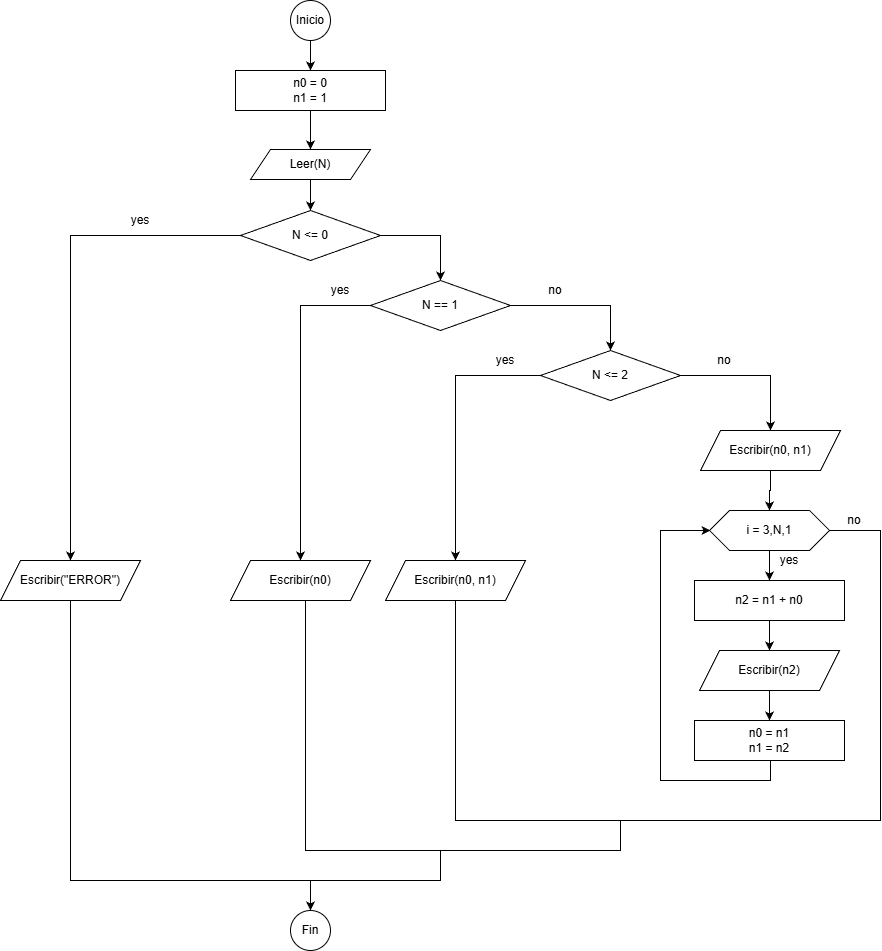 Inicio
n0 = 0
n1 = 1
Leer(N)
yes
N <= 0
yes
N == 1
no
yes
N <= 2
no
Escribir(n0, n1)
i = 3,N,1
no
yes
Escribir("ERROR")
Escribir(n0)
Escribir(n0, n1)
n2 = n1 + n0
Escribir(n2)
n0 = n1
n1 = n2
Fin